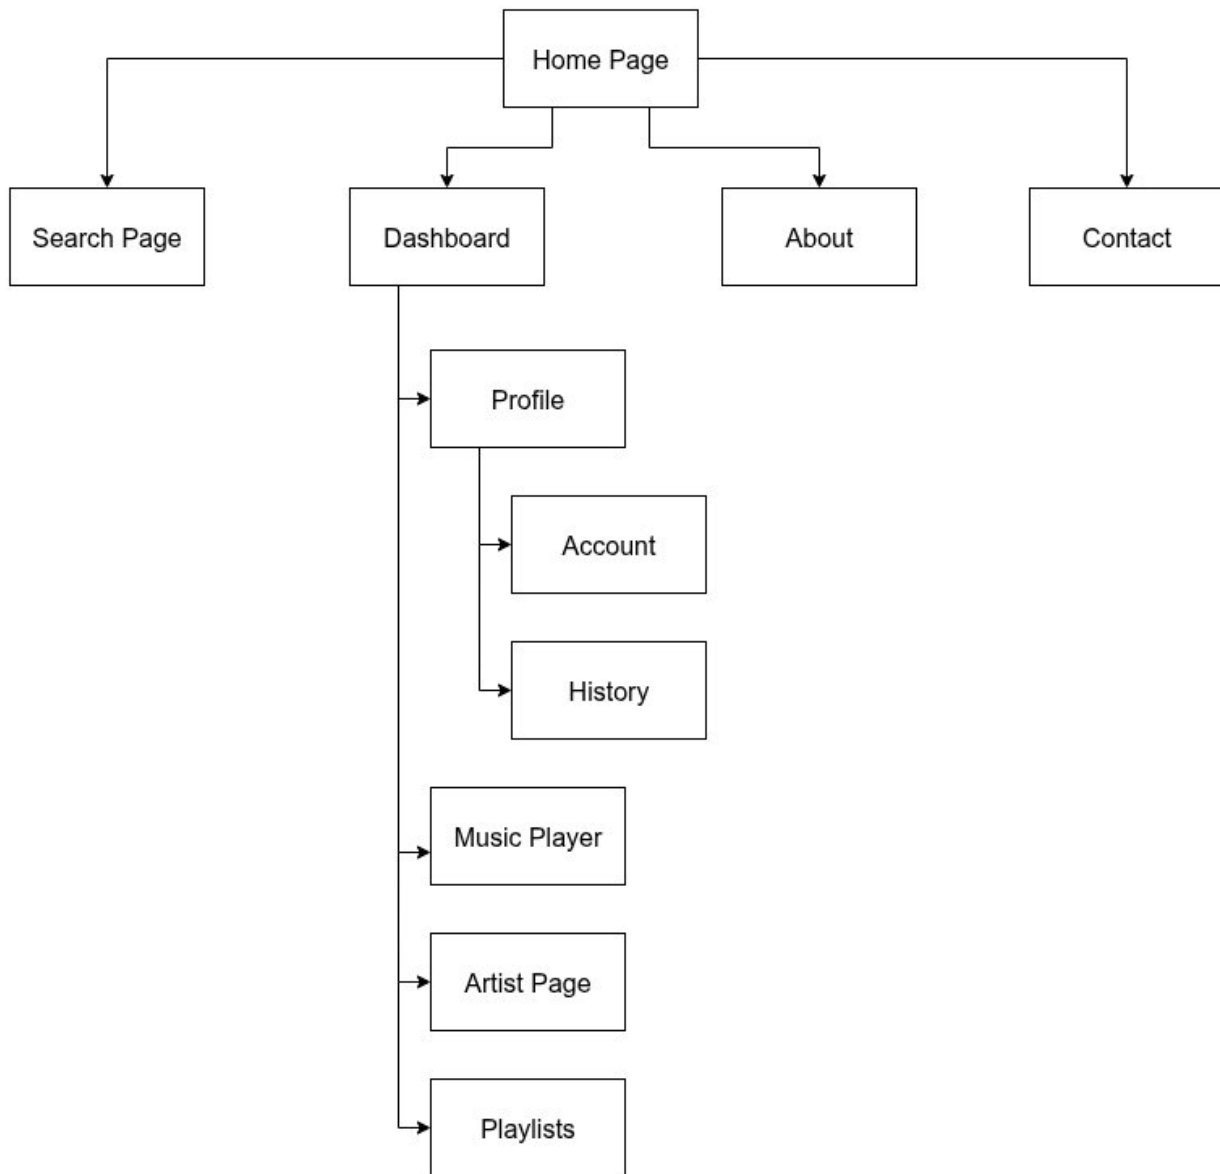 Home Page
Search Page
Dashboard
About
Contact
Profile
Account
History
Music Player
Artist Page
Playlists